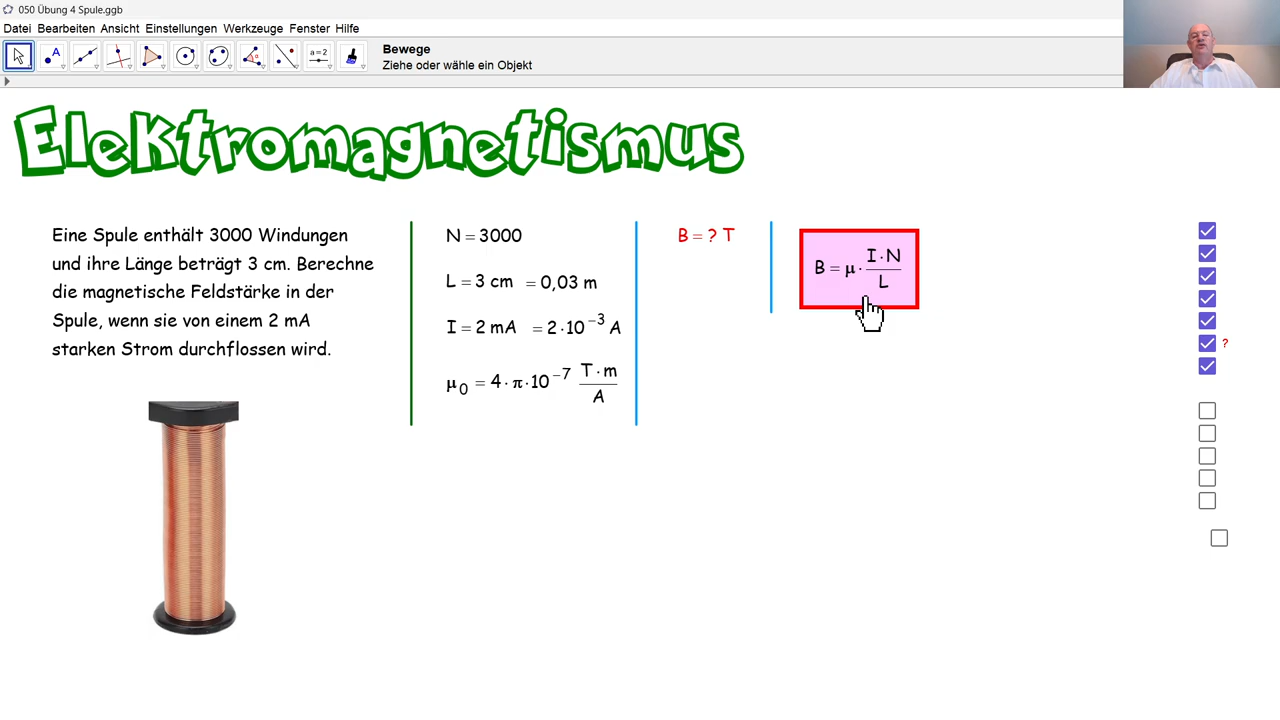 050 Übung 4 Spule.ggb
Datei Bearbeiten Ansicht Einstellungen Werkzeuge Fenster Hilfe
A
a=2
Bewege
Ziehe oder wähle ein Objekt
Elektromagnetismus
Eine Spule enthält 3000 Windungen
und ihre Länge beträgt 3 cm. Berechne
die magnetische Feldstärke in der
Spule, wenn sie von einem 2 mA
starken Strom durchflossen wird.
N = 3000
L = 3 cm = 0,03 m
I = 2 mA = 2·10⁻³ A
μ₀ = 4·π·10⁻⁷ T·m/A
B = ? T
B = μ · I·N/L
?